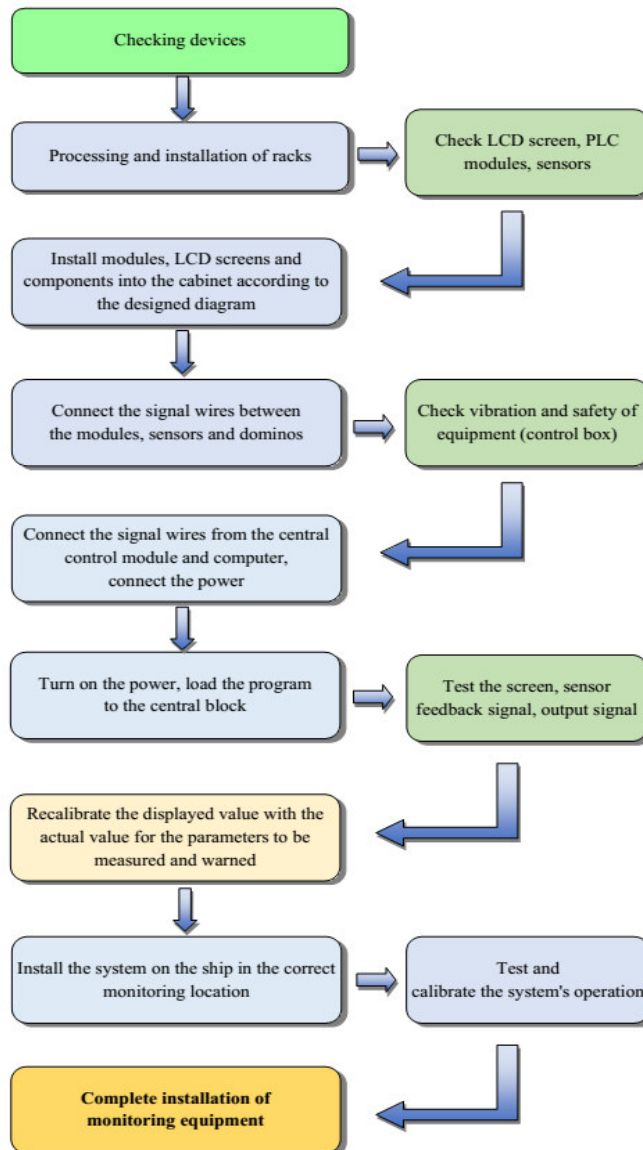 Checking devices
Processing and installation of racks
Check LCD screen, PLC
modules, sensors
Install modules, LCD screens and
components into the cabinet according to
the designed diagram
Connect the signal wires between
the modules, sensors and dominos
Check vibration and safety of
equipment (control box)
Connect the signal wires from the central
control module and computer,
connect the power
Turn on the power, load the program
to the central block
Test the screen, sensor
feedback signal, output signal
Recalibrate the displayed value with the
actual value for the parameters to be
measured and warned
Install the system on the ship in the correct
monitoring location
Test and
calibrate the system's operation
Complete installation of
monitoring equipment